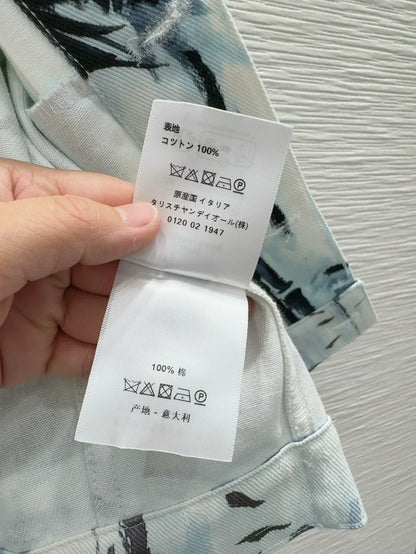 表地
コットン 100%
原産国 イタリア
クリスチャンディオール(株)
0120 02 1947
100% 棉
产地 - 意大利